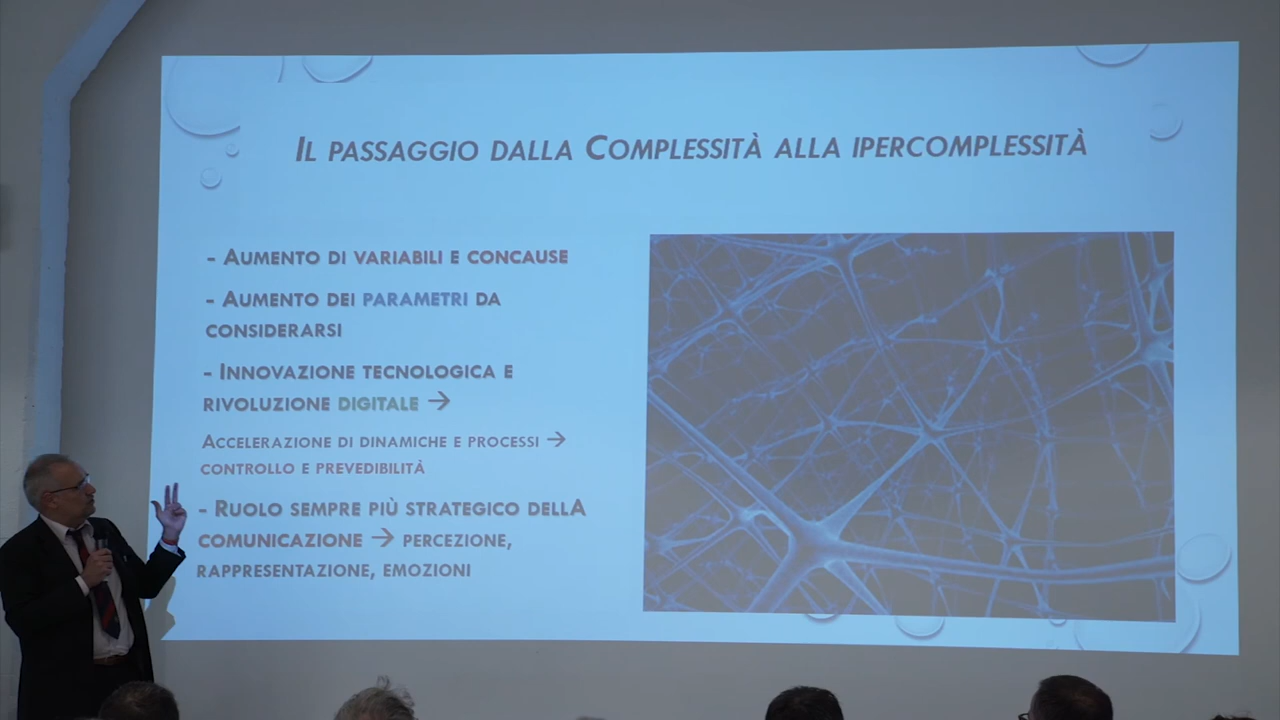 Il passaggio dalla Complessità alla ipercomplessità
- Aumento di variabili e concause
- Aumento dei parametri da
considerarsi
- Innovazione tecnologica e
rivoluzione digitale →
Accelerazione di dinamiche e processi →
controllo e prevedibilità
- Ruolo sempre più strategico dellA
comunicazione → percezione,
rappresentazione, emozioni